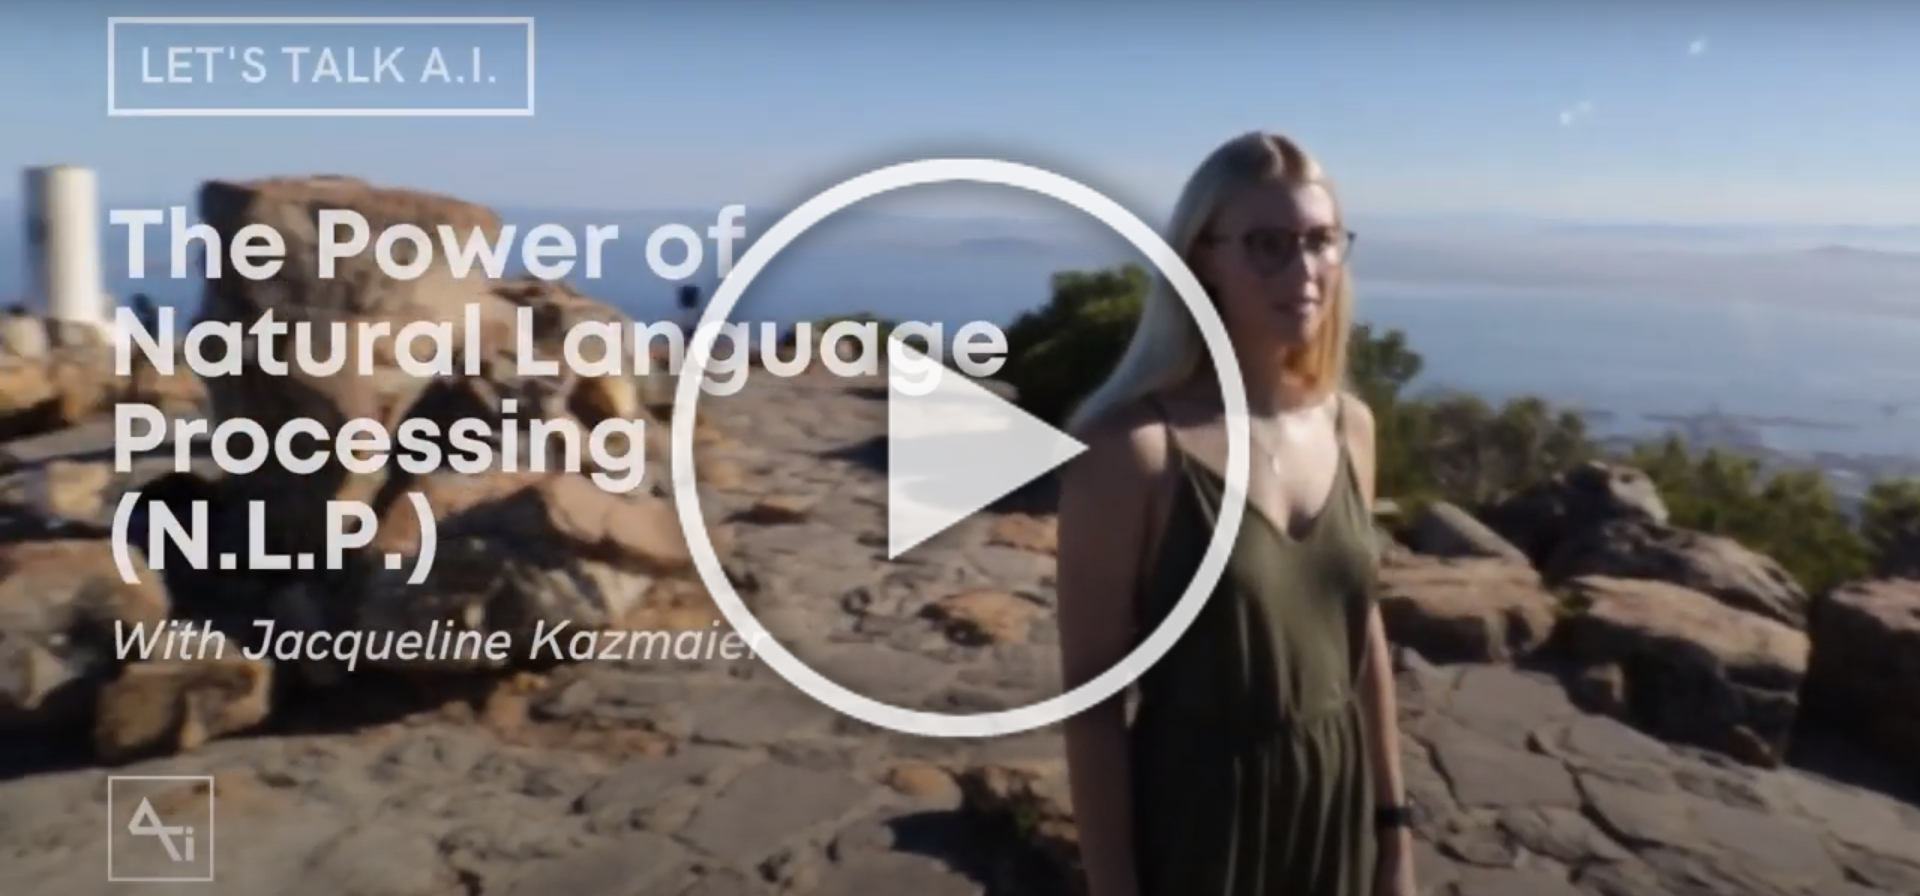 LET'S TALK A.I.
The Power of
Natural Language
Processing
(N.L.P.)
With Jacqueline Kazmaier